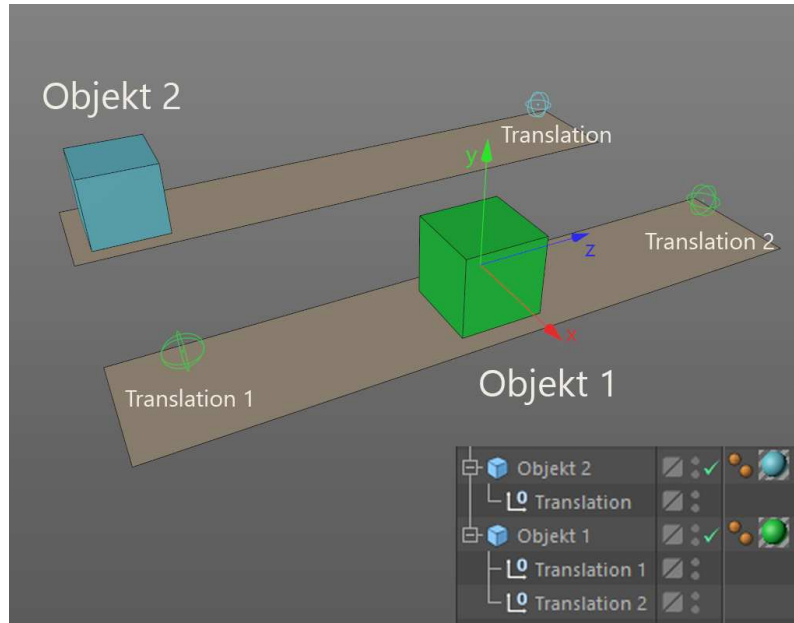 Objekt 2
Translation
y
z
Translation 2
x
Translation 1
Objekt 1
Objekt 2
Translation
Objekt 1
Translation 1
Translation 2